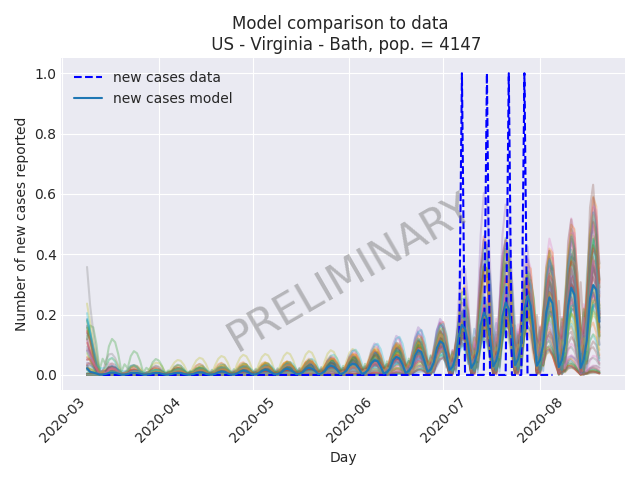 Model comparison to data
US - Virginia - Bath, pop. = 4147
new cases data
new cases model
Number of new cases reported
1.0
0.8
0.6
0.4
0.2
0.0
PRELIMINARY
2020-03
2020-04
2020-05
2020-06
2020-07
2020-08
Day